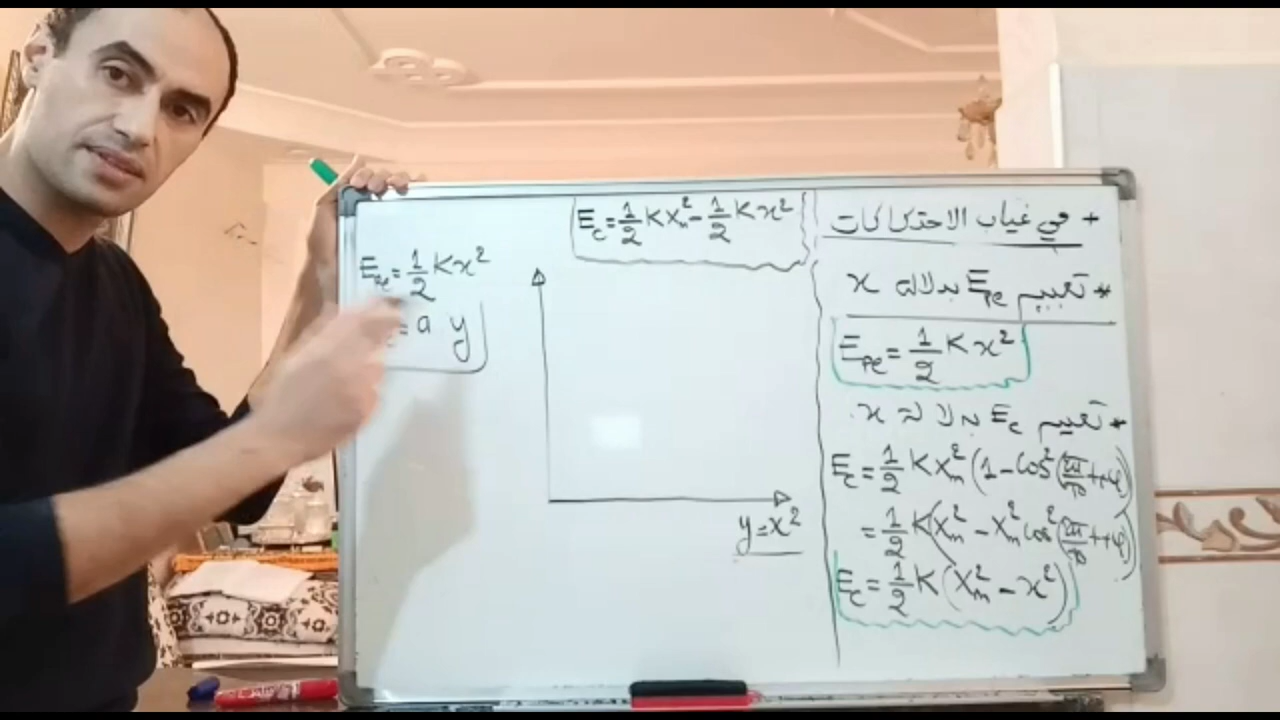 + في غياب الاحتكاكات
* تعبير Epe بدلالة x
Epe = 1/2 K x²
* تعبير Ec بدلالة x.
Ec = 1/2 K Xm² (1 - cos²(2π/T0 t + φ))
= 1/2 K(Xm² - Xm² cos²(2π/T0 t + φ))
Ec = 1/2 K (Xm² - x²)
Ec = 1/2 K Xm² - 1/2 K x²
Epe = 1/2 K x²
= a y
y = x²